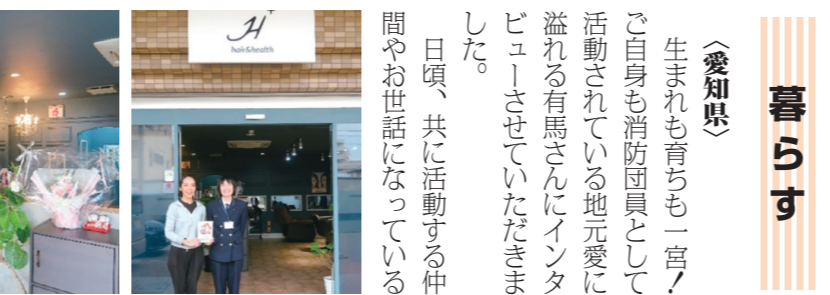 暮らす
〈愛知県〉
生まれも育ちも一宮!
ご自身も消防団員として
活動されている地元愛に
溢れる有馬さんにインタ
ビューさせていただきま
した。
日頃、共に活動する仲
間やお世話になっている
H+
hair&health